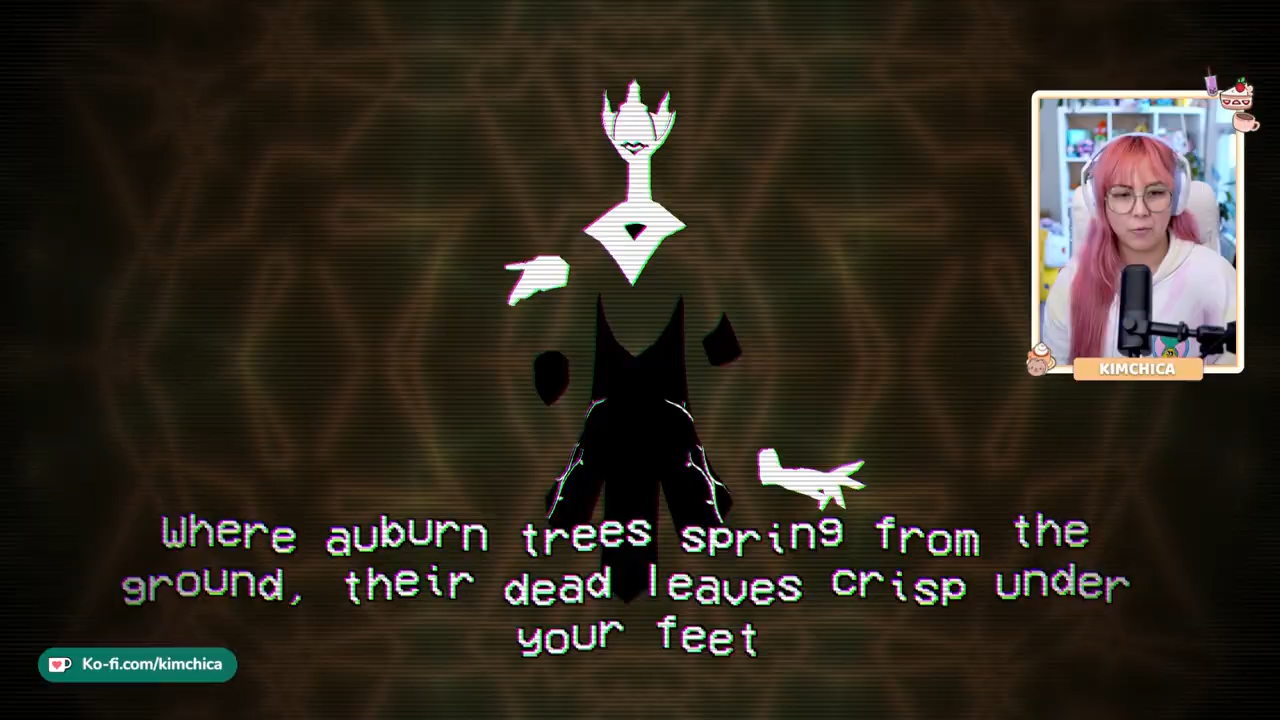 Where auburn trees spring from the
ground, their dead leaves crisp under
your feet
KIMCHICA
Ko-fi.com/kimchica